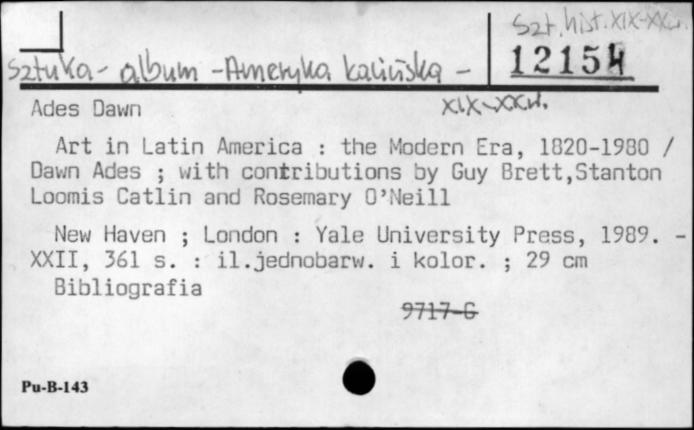 Szt. hist. XIX-XXw.
Sztuka - album - Ameryka Łacińska -
12154
XIX-XXw.
Ades Dawn
Art in Latin America : the Modern Era, 1820-1980 /
Dawn Ades ; with contributions by Guy Brett,Stanton
Loomis Catlin and Rosemary O'Neill
New Haven ; London : Yale University Press, 1989. -
XXII, 361 s. : il.jednobarw. i kolor. ; 29 cm
Bibliografia
9717-G
Pu-B-143